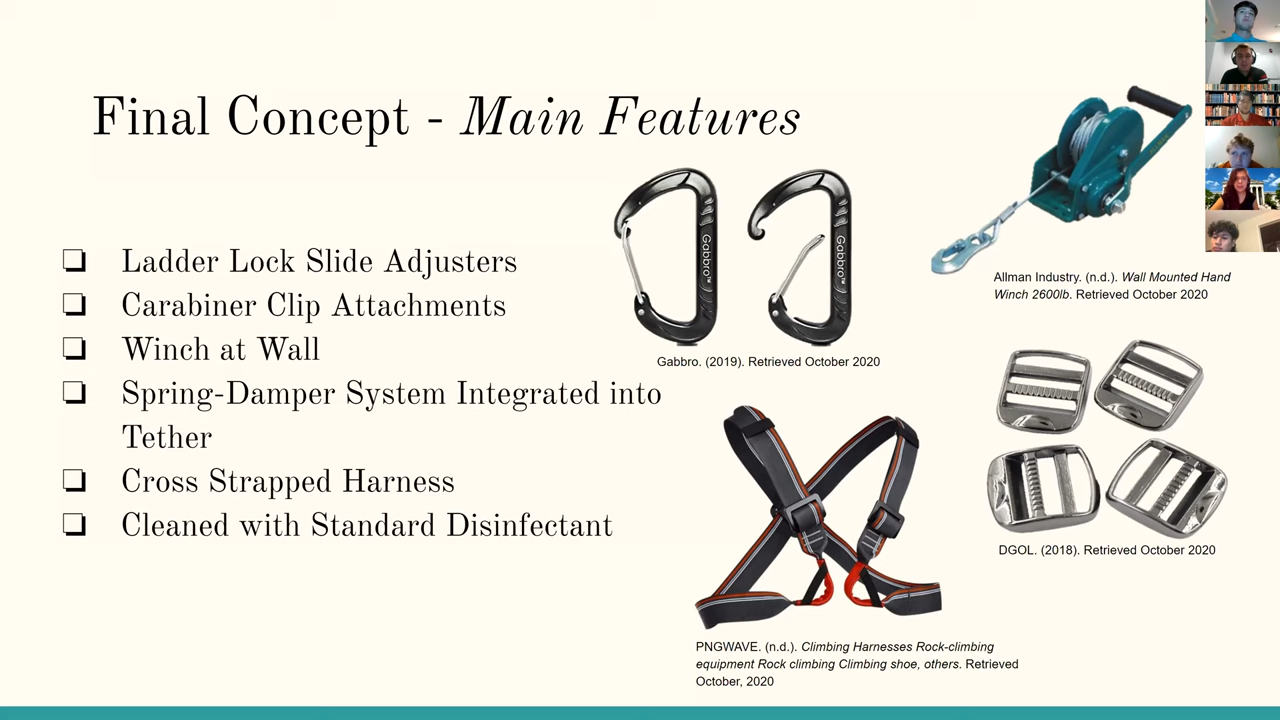 Final Concept - Main Features
❏ Ladder Lock Slide Adjusters
❏ Carabiner Clip Attachments
❏ Winch at Wall
❏ Spring-Damper System Integrated into
Tether
❏ Cross Strapped Harness
❏ Cleaned with Standard Disinfectant
Gabbro™
Gabbro™
Gabbro. (2019). Retrieved October 2020
Allman Industry. (n.d.). Wall Mounted Hand
Winch 2600lb. Retrieved October 2020
DGOL. (2018). Retrieved October 2020
PNGWAVE. (n.d.). Climbing Harnesses Rock-climbing
equipment Rock climbing Climbing shoe, others. Retrieved
October, 2020